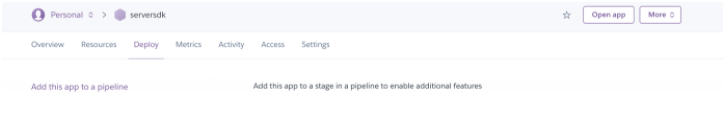 Personal > serversdk
Open app More
Overview Resources Deploy Metrics Activity Access Settings
Add this app to a pipeline Add this app to a stage in a pipeline to enable additional features